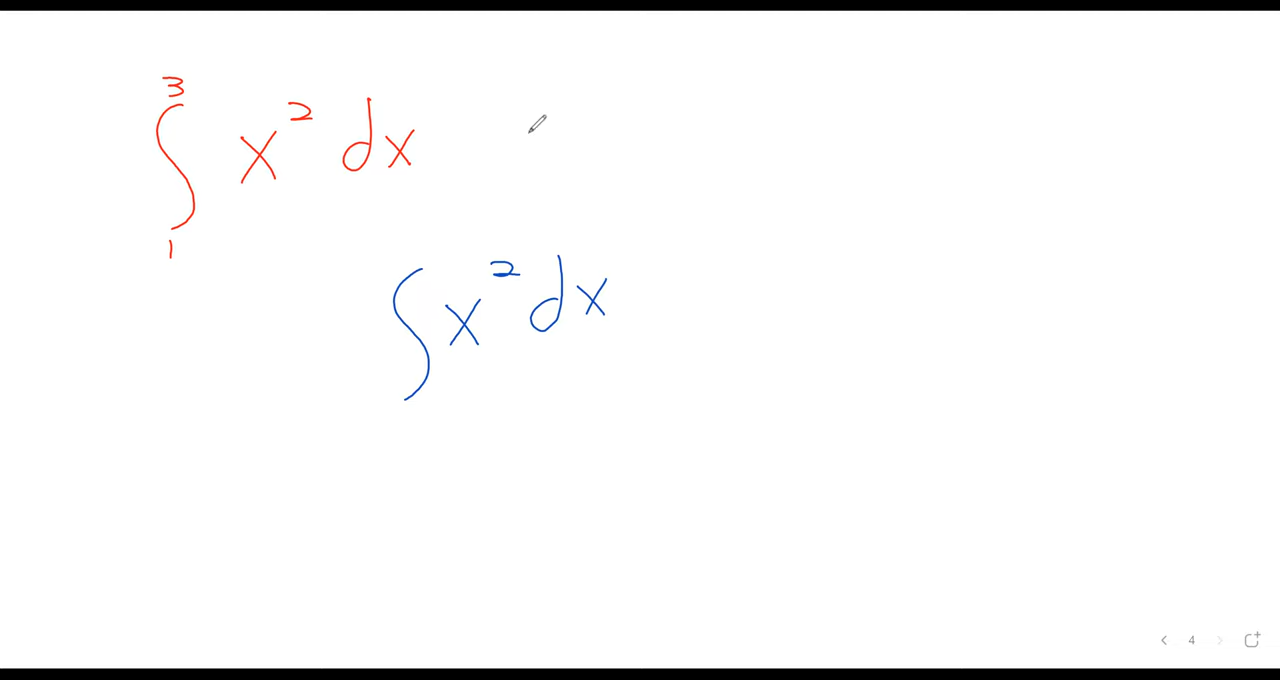 ∫₁³ x² dx
∫ x² dx
4